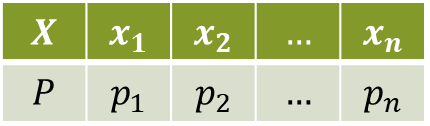 X x₁ x₂ ... xₙ
P p₁ p₂ ... pₙ